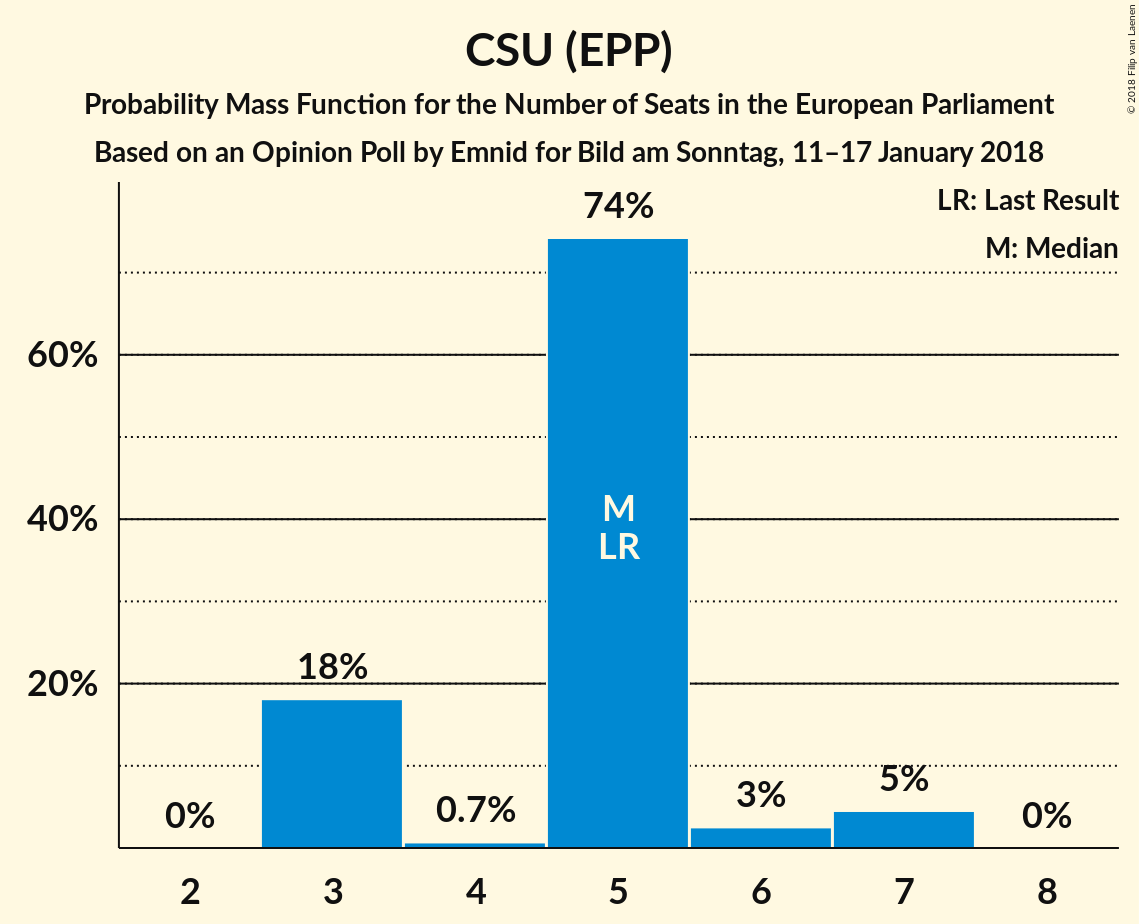 CSU (EPP)
Probability Mass Function for the Number of Seats in the European Parliament
Based on an Opinion Poll by Emnid for Bild am Sonntag, 11–17 January 2018
© 2018 Filip van Laenen
LR: Last Result
M: Median
60%
40%
20%
0%
18%
0.7%
74%
M
LR
3%
5%
0%
2 3 4 5 6 7 8